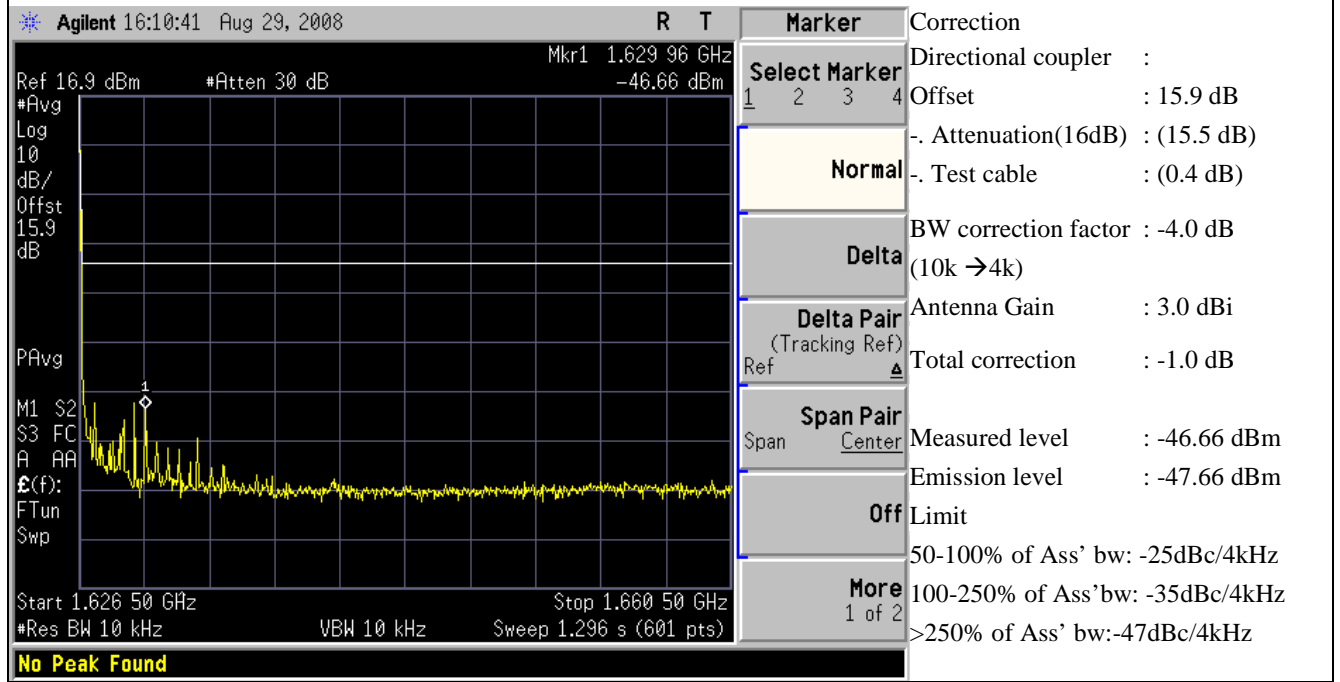 Agilent 16:10:41 Aug 29, 2008 R T
Mkr1 1.629 96 GHz
Ref 16.9 dBm #Atten 30 dB -46.66 dBm
#Avg
Log
10
dB/
Offst
15.9
dB
PAvg
1
M1 S2
S3 FC
A AA
£(f):
FTun
Swp
Start 1.626 50 GHz Stop 1.660 50 GHz
#Res BW 10 kHz VBW 10 kHz Sweep 1.296 s (601 pts)
No Peak Found
Marker
Select Marker
1 2 3 4
Normal
Delta
Delta Pair
(Tracking Ref)
Ref Δ
Span Pair
Span Center
Off
More
1 of 2
Correction
Directional coupler :
Offset : 15.9 dB
-. Attenuation(16dB) : (15.5 dB)
-. Test cable : (0.4 dB)
BW correction factor : -4.0 dB
(10k →4k)
Antenna Gain : 3.0 dBi
Total correction : -1.0 dB
Measured level : -46.66 dBm
Emission level : -47.66 dBm
Limit
50-100% of Ass’ bw: -25dBc/4kHz
100-250% of Ass’bw: -35dBc/4kHz
>250% of Ass’ bw:-47dBc/4kHz